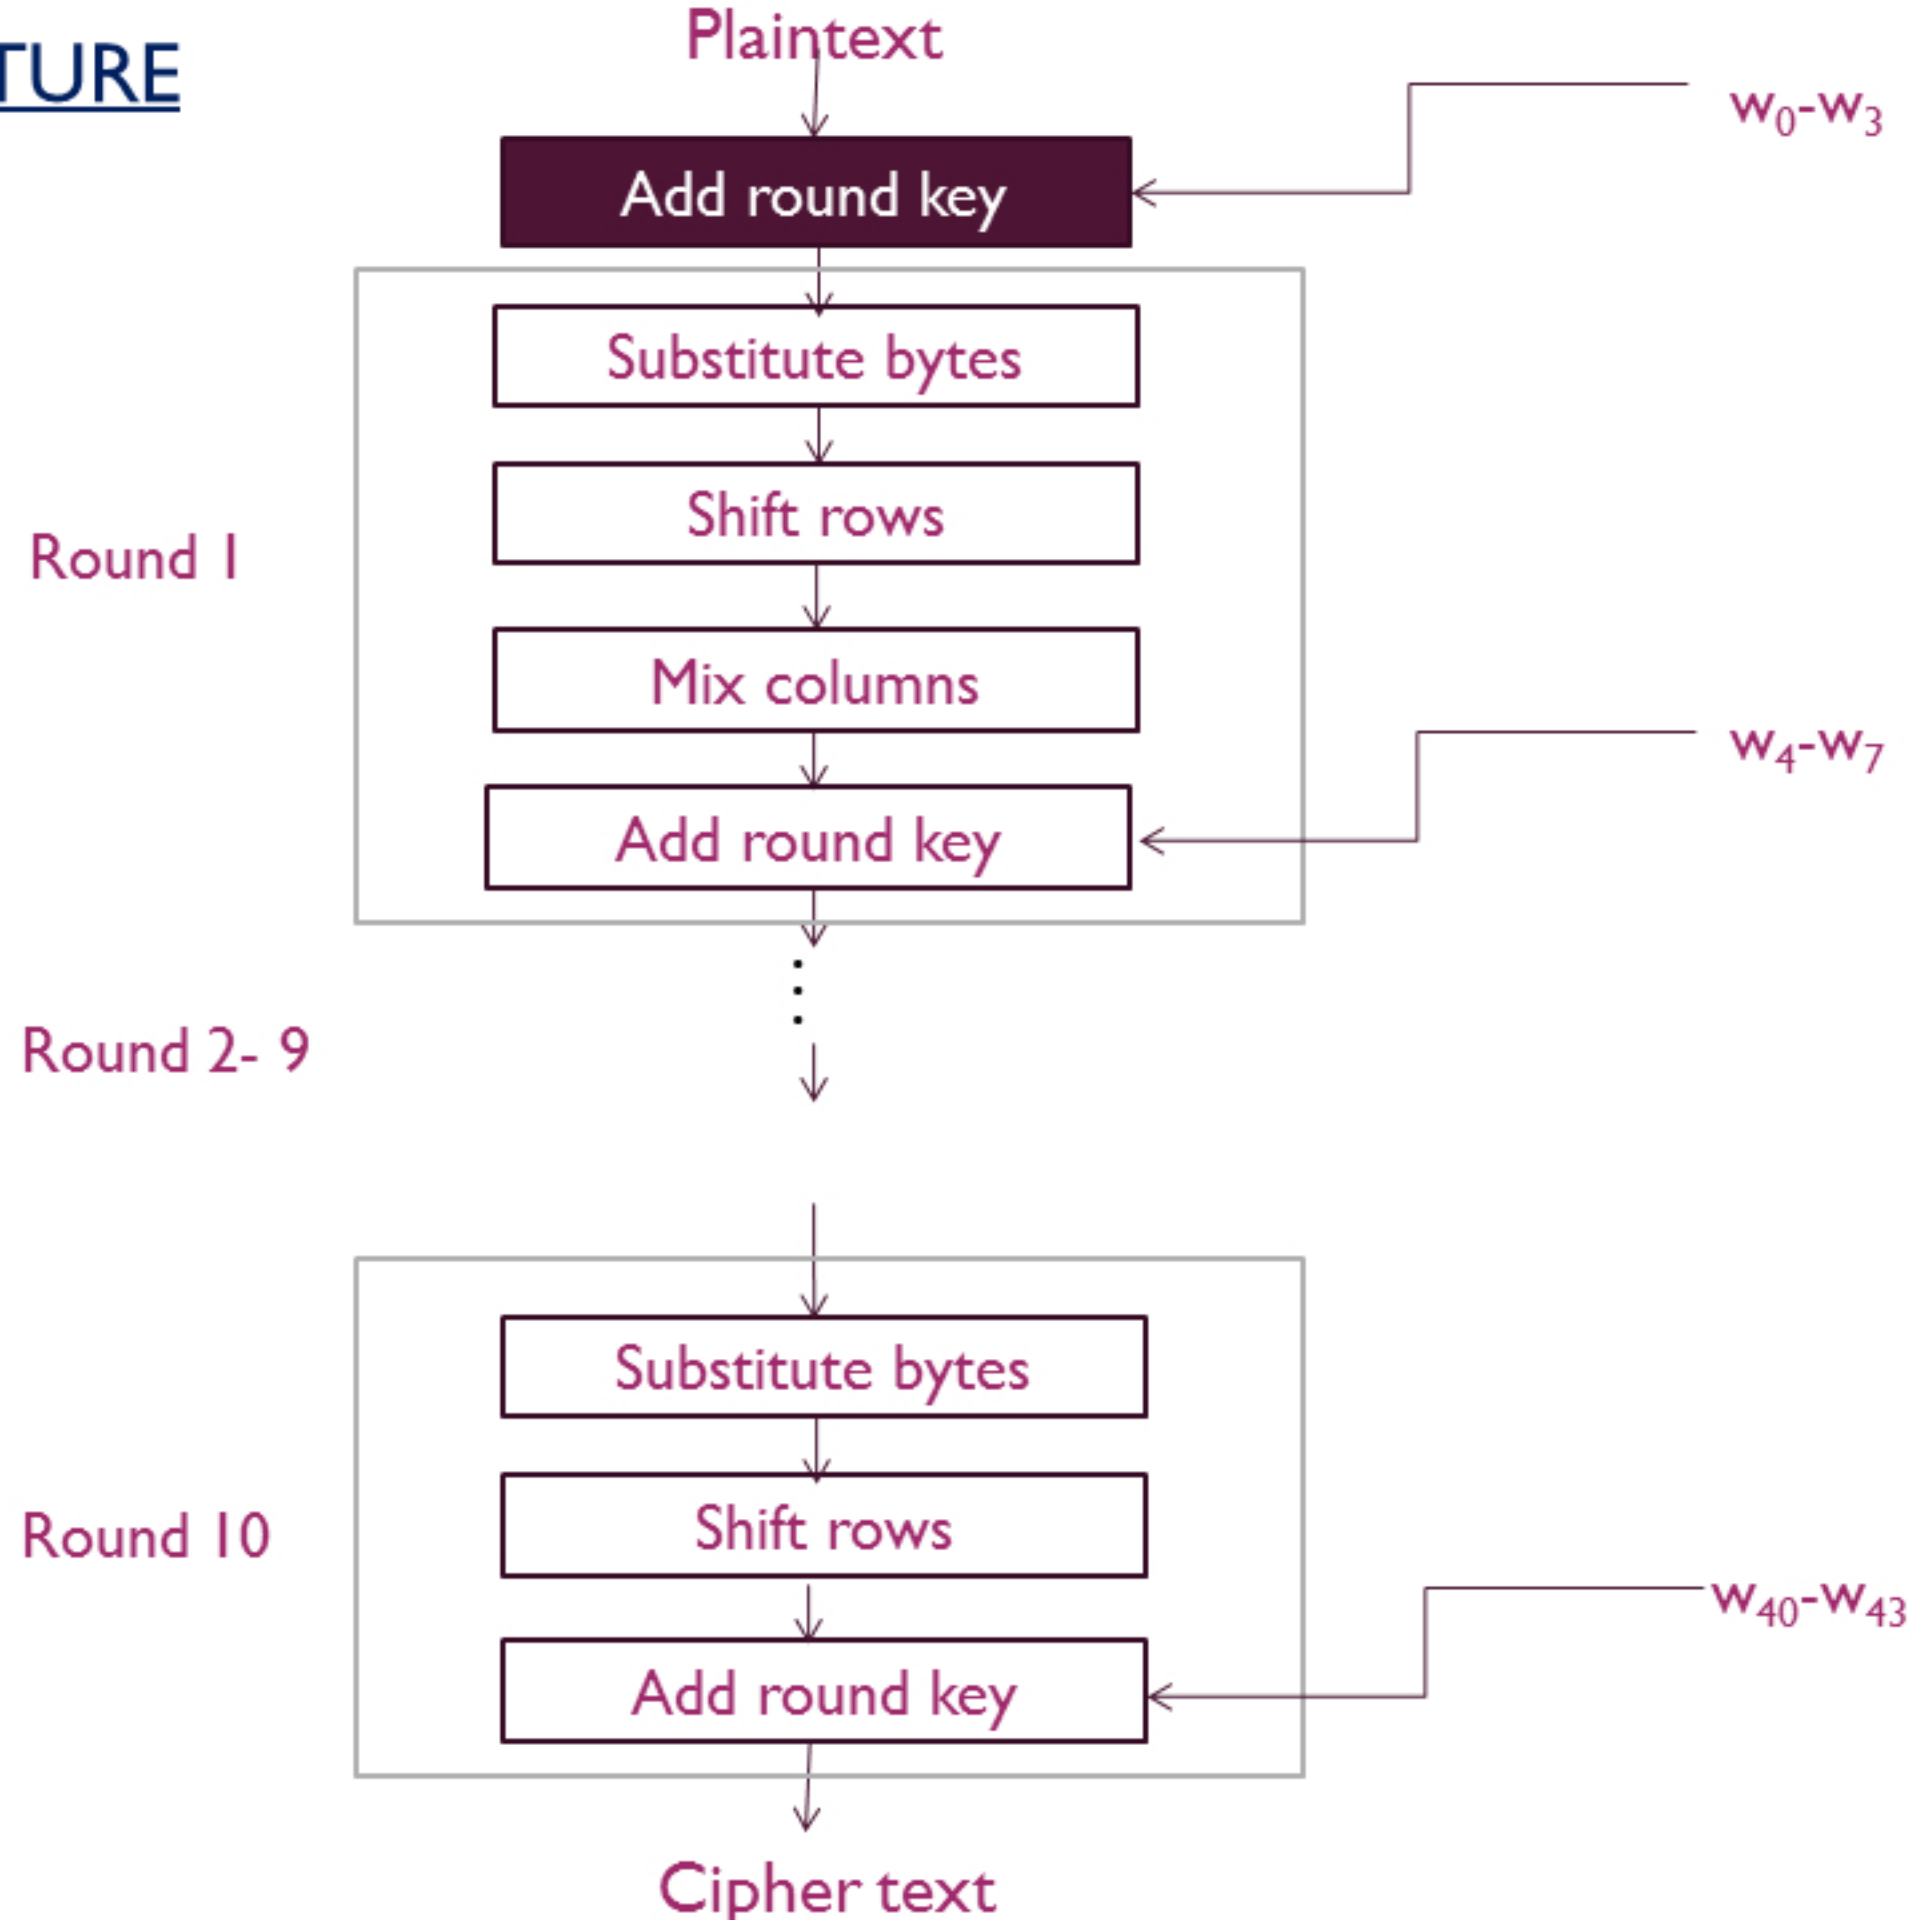 TURE
Plaintext
w₀-w₃
Add round key
Substitute bytes
Shift rows
Round 1
Mix columns
w₄-w₇
Add round key
Round 2- 9
Substitute bytes
Shift rows
Round 10
w₄₀-w₄₃
Add round key
Cipher text